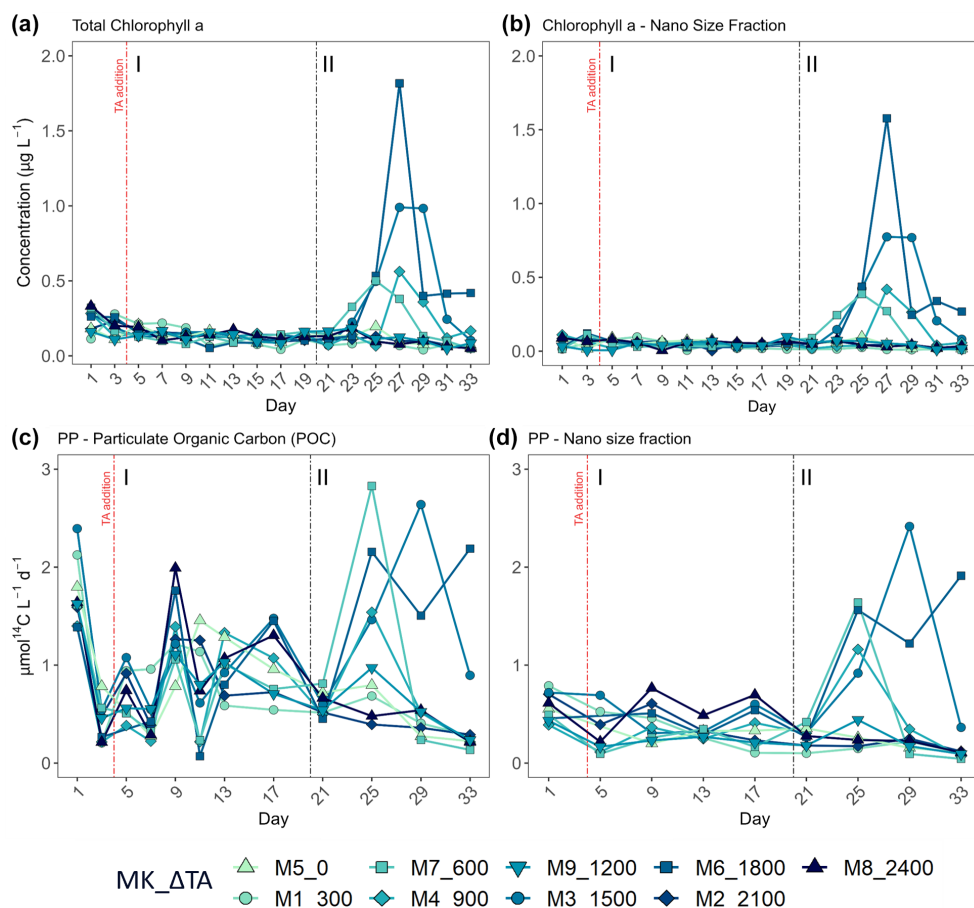 (a) Total Chlorophyll a
2.0
1.5
1.0
0.5
0.0
Concentration (µg L⁻¹)
TA addition
I
II
1 3 5 7 9 11 13 15 17 19 21 23 25 27 29 31 33
Day
(b) Chlorophyll a - Nano Size Fraction
2.0
1.5
1.0
0.5
0.0
TA addition
I
II
1 3 5 7 9 11 13 15 17 19 21 23 25 27 29 31 33
Day
(c) PP - Particulate Organic Carbon (POC)
3
2
1
0
µmol¹⁴C L⁻¹ d⁻¹
TA addition
I
II
1 5 9 13 17 21 25 29 33
Day
(d) PP - Nano size fraction
3
2
1
0
TA addition
I
II
1 5 9 13 17 21 25 29 33
Day
MK_ΔTA
M5_0 M7_600 M9_1200 M6_1800 M8_2400
M1_300 M4_900 M3_1500 M2_2100